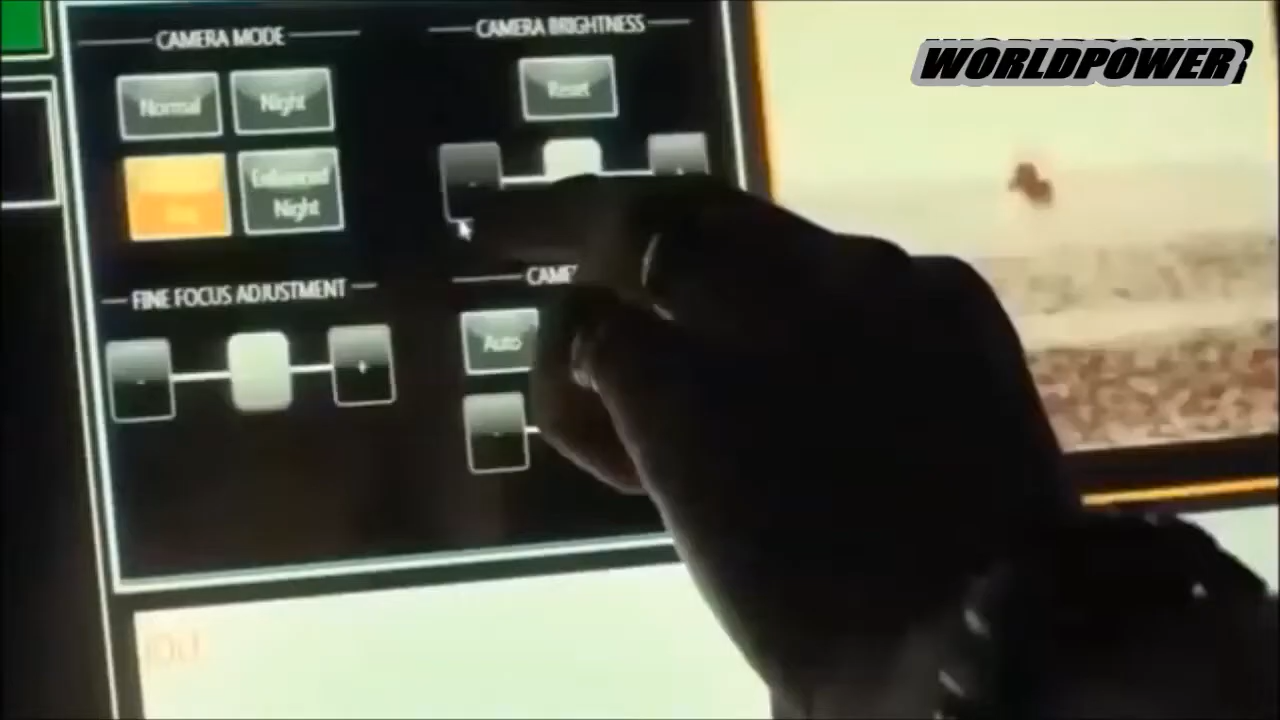 CAMERA MODE
CAMERA BRIGHTNESS
WORLDPOWER
Normal
Night
Reset
Enhanced
Night
-
-
FINE FOCUS ADJUSTMENT
CAME
Auto
-
+
-